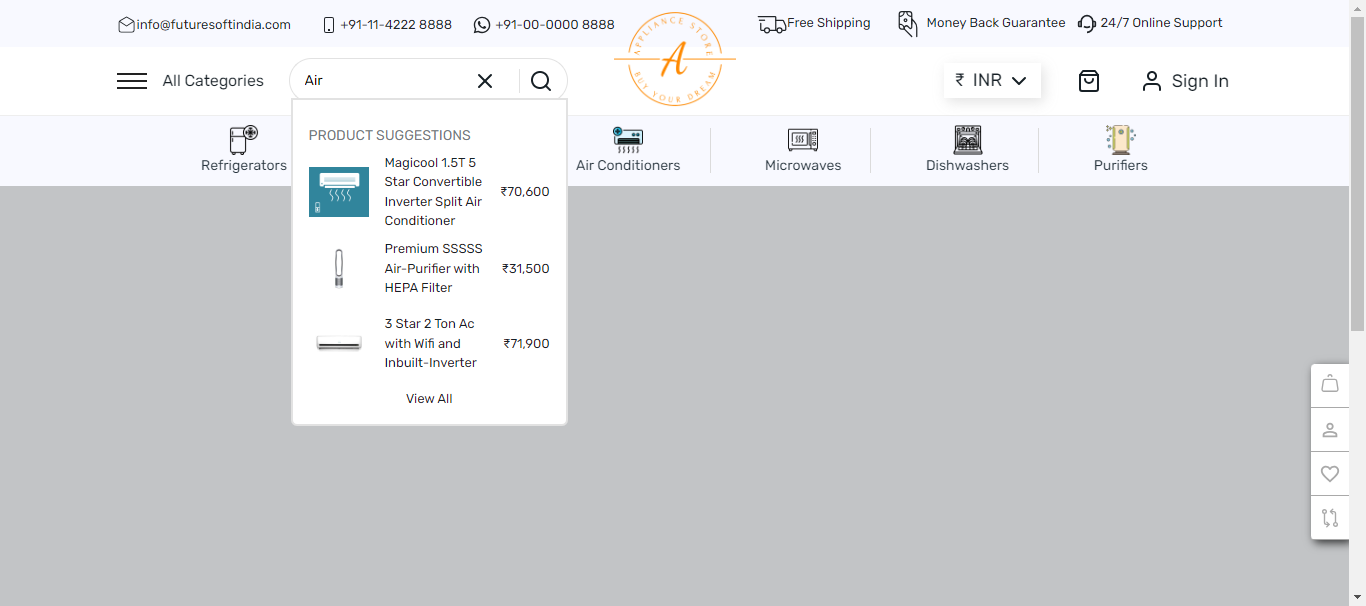 info@futuresoftindia.com
+91-11-4222 8888
+91-00-0000 8888
APPLIANCE STORE
A
BUY YOUR DREAM
Free Shipping
Money Back Guarantee
24/7 Online Support
All Categories
Air
₹ INR
Sign In
PRODUCT SUGGESTIONS
Magicool 1.5T 5
Star Convertible
Inverter Split Air
Conditioner
₹70,600
Premium SSSSS
Air-Purifier with
HEPA Filter
₹31,500
3 Star 2 Ton Ac
with Wifi and
Inbuilt-Inverter
₹71,900
View All
Refrigerators
Air Conditioners
Microwaves
Dishwashers
Purifiers